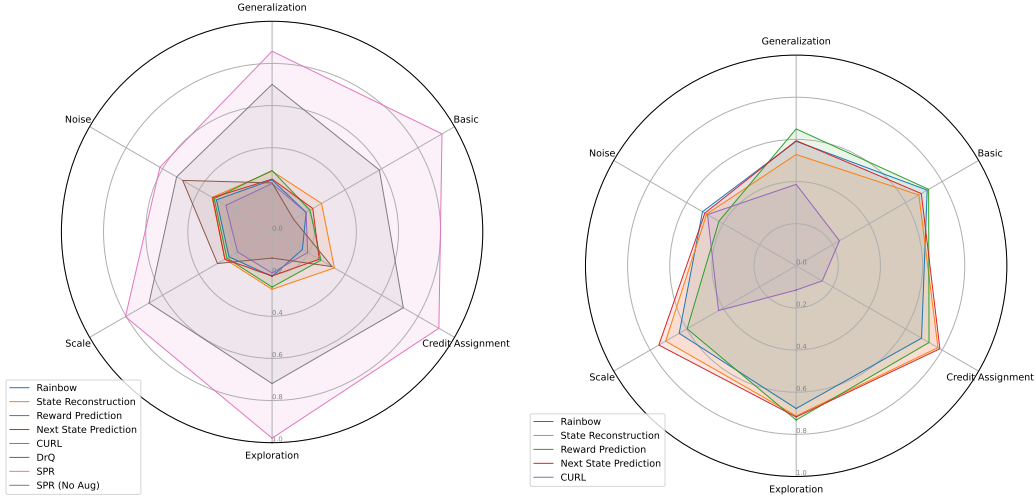 Generalization
Noise
Basic
0.0
0.4
0.6
0.8
Scale
Credit Assignment
Exploration
Rainbow
State Reconstruction
Reward Prediction
Next State Prediction
CURL
DrQ
SPR
SPR (No Aug)
Generalization
Noise
Basic
0.0
0.2
0.4
0.6
0.8
1.0
Scale
Credit Assignment
Exploration
Rainbow
State Reconstruction
Reward Prediction
Next State Prediction
CURL